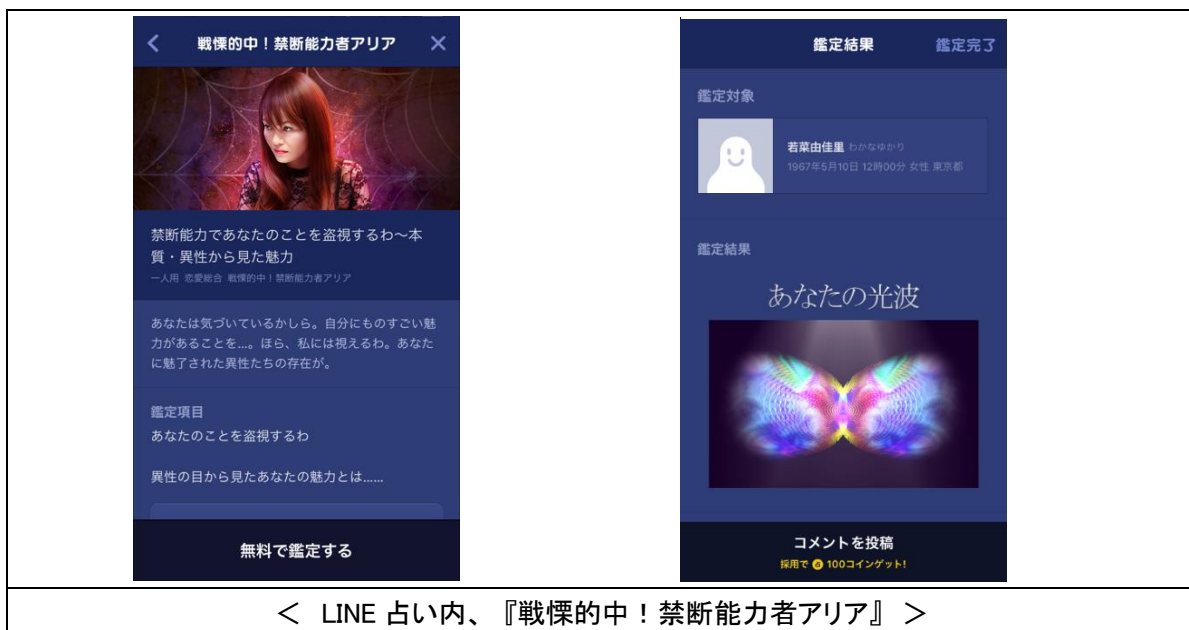 戦慄的中！禁断能力者アリア
禁断能力であなたのことを盗視するわ～本
質・異性から見た魅力
一人用 恋愛総合 戦慄的中！禁断能力者アリア
あなたは気づいているかしら。自分にものすごい魅
力があることを…。ほら、私には視えるわ。あなた
に魅了された異性たちの存在が。
鑑定項目
あなたのことを盗視するわ
異性の目から見たあなたの魅力とは……
無料で鑑定する
鑑定結果 鑑定完了
鑑定対象
若菜由佳里 わかなゆかり
1967年5月10日 12時00分 女性 東京都
鑑定結果
あなたの光波
コメントを投稿
採用で 100コインゲット!
＜ LINE 占い内、『戦慄的中！禁断能力者アリア』 ＞